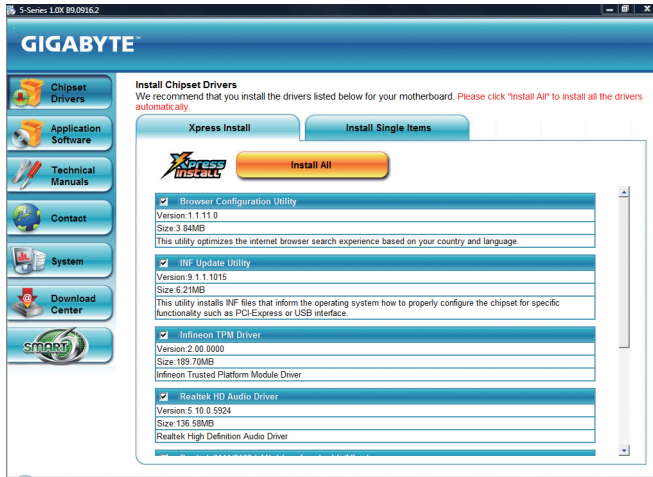 5-Series 1.0X B9.0916.2
GIGABYTE™
Chipset
Drivers
Application
Software
Technical
Manuals
Contact
System
Download
Center
SMART
Install Chipset Drivers
We recommend that you install the drivers listed below for your motherboard. Please click "Install All" to install all the drivers
automatically.
Xpress Install
Install Single Items
Xpress
Install
Install All
Browser Configuration Utility
Version:1.1.11.0
Size:3.84MB
This utility optimizes the internet browser search experience based on your country and language.
INF Update Utility
Version:9.1.1.1015
Size:6.21MB
This utility installs INF files that inform the operating system how to properly configure the chipset for specific
functionality such as PCI-Express or USB interface.
Infineon TPM Driver
Version:2.00.0000
Size:189.70MB
Infineon Trusted Platform Module Driver
Realtek HD Audio Driver
Version:5.10.0.5924
Size:136.58MB
Realtek High Definition Audio Driver